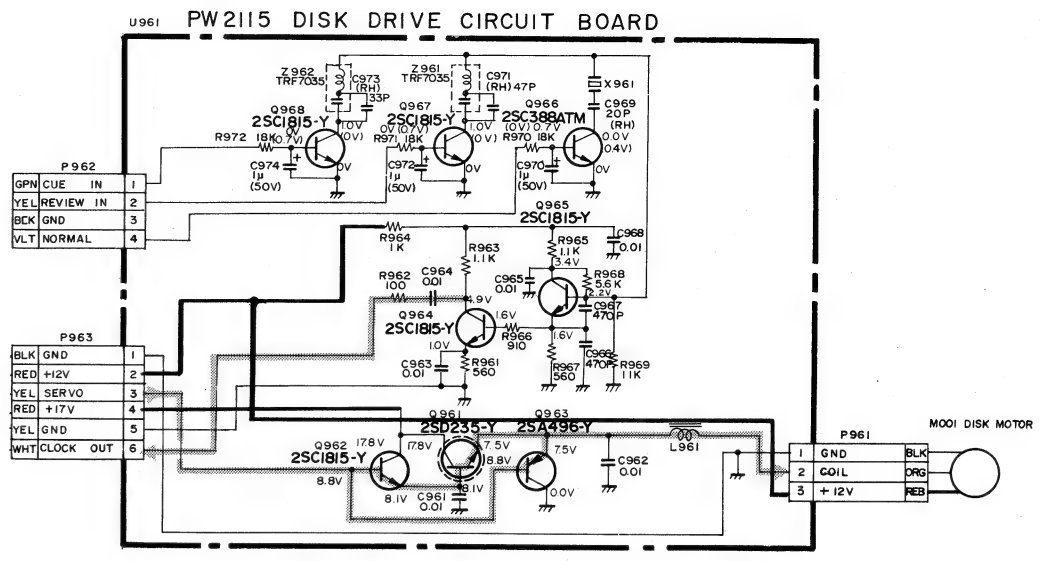 U961 PW2115 DISK DRIVE CIRCUIT BOARD
Z962
TRF7035
C973
(RH)
33P
Z961
TRF7035
C971
(RH) 47P
X961
C969
20P
(RH)
Q968
2SC1815-Y
0V
(0.7V)
1.0V
(0V)
0V
R972 18K
C974
1μ
(50V)
Q967
2SC1815-Y
0V (0.7V)
1.0V
(0V)
0V
R971 18K
C972
1μ
(50V)
Q966
2SC388ATM
(0V) 0.7V
0.0V
(0.4V)
0V
R970 18K
C970
1μ
(50V)
P962
GPN CUE IN 1
YEL REVIEW IN 2
BCK GND 3
VLT NORMAL 4
R964
1K
R963
1.1K
Q965
2SC1815-Y
R965
1.1K
3.4V
C968
0.01
C965
0.01
R968
5.6K
2.2V
C967
470P
R962
100
C964
0.01
4.9V
Q964
2SC1815-Y
1.6V
R966
910
1.6V
1.0V
C963
0.01
R961
560
R967
560
C966
470P
R969
11K
P963
BLK GND 1
RED +12V 2
YEL SERVO 3
RED +17V 4
YEL GND 5
WHT CLOCK OUT 6
Q961
2SD235-Y
Q963
2SA496-Y
Q962
2SC1815-Y
17.8V
17.8V
8.8V
8.1V
7.5V
8.8V
8.1V
C961
0.01
7.5V
0.0V
C962
0.01
L961
P961
1 GND BLK
2 COIL ORG
3 +12V REB
M001 DISK MOTOR